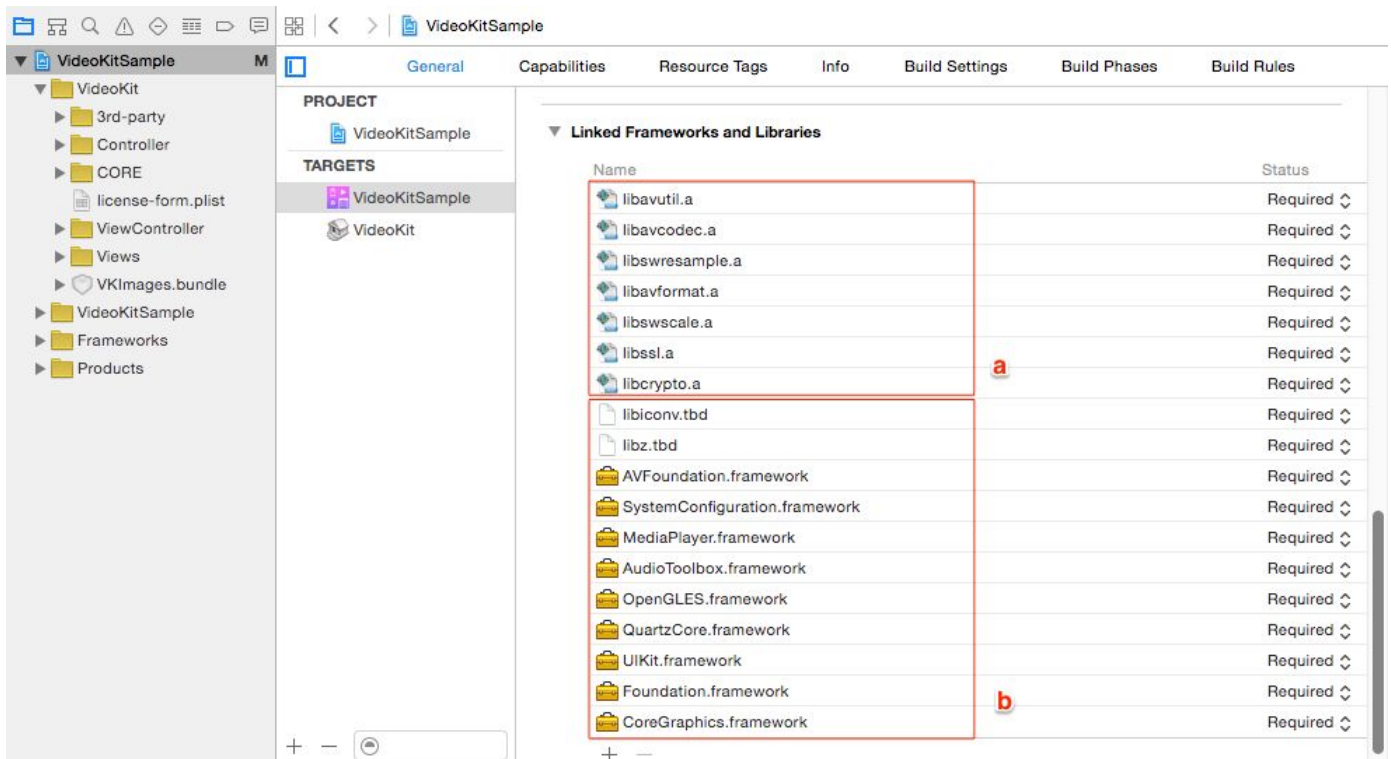 VideoKitSample
VideoKitSample M
VideoKit
3rd-party
Controller
CORE
license-form.plist
ViewController
Views
VKImages.bundle
VideoKitSample
Frameworks
Products
General Capabilities Resource Tags Info Build Settings Build Phases Build Rules
PROJECT
VideoKitSample
TARGETS
VideoKitSample
VideoKit
Linked Frameworks and Libraries
Name Status
libavutil.a Required
libavcodec.a Required
libswresample.a Required
libavformat.a Required
libswscale.a Required
libssl.a Required
a
libcrypto.a Required
libiconv.tbd Required
libz.tbd Required
AVFoundation.framework Required
SystemConfiguration.framework Required
MediaPlayer.framework Required
AudioToolbox.framework Required
OpenGLES.framework Required
QuartzCore.framework Required
UIKit.framework Required
Foundation.framework Required
b
CoreGraphics.framework Required